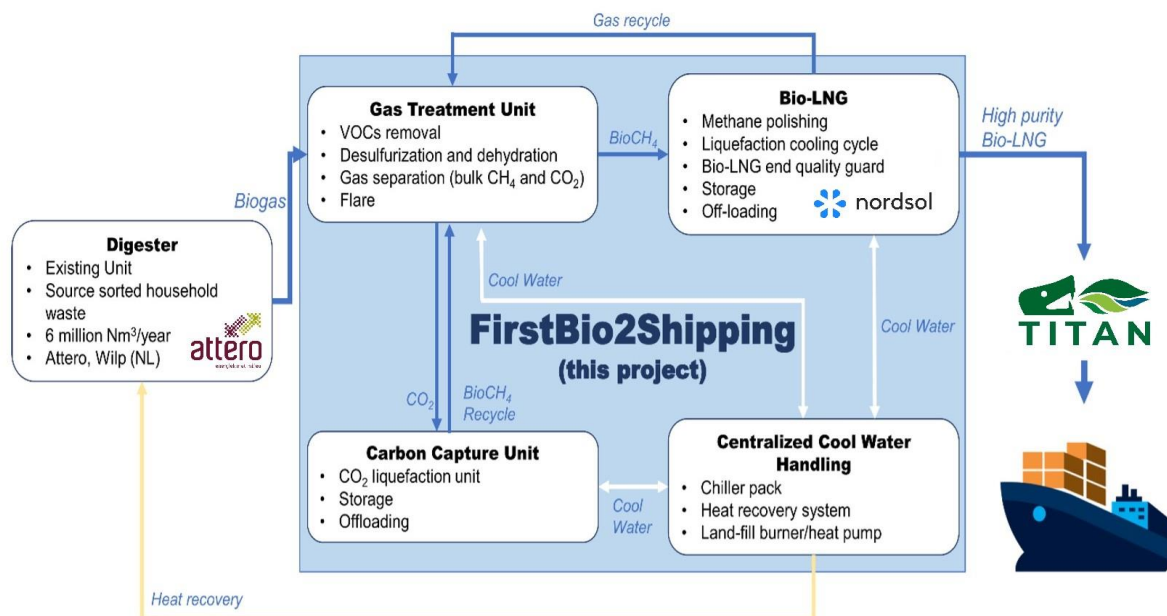 Gas recycle
Gas Treatment Unit
• VOCs removal
• Desulfurization and dehydration
• Gas separation (bulk CH₄ and CO₂)
• Flare
BioCH₄
Bio-LNG
• Methane polishing
• Liquefaction cooling cycle
• Bio-LNG end quality guard
• Storage
• Off-loading
nordsol
High purity
Bio-LNG
Biogas
Digester
• Existing Unit
• Source sorted household
waste
• 6 million Nm³/year
• Attero, Wilp (NL)
attero
Cool Water
Cool Water
FirstBio2Shipping
(this project)
TITAN
CO₂
BioCH₄
Recycle
Carbon Capture Unit
• CO₂ liquefaction unit
• Storage
• Offloading
Cool
Water
Centralized Cool Water
Handling
• Chiller pack
• Heat recovery system
• Land-fill burner/heat pump
Heat recovery